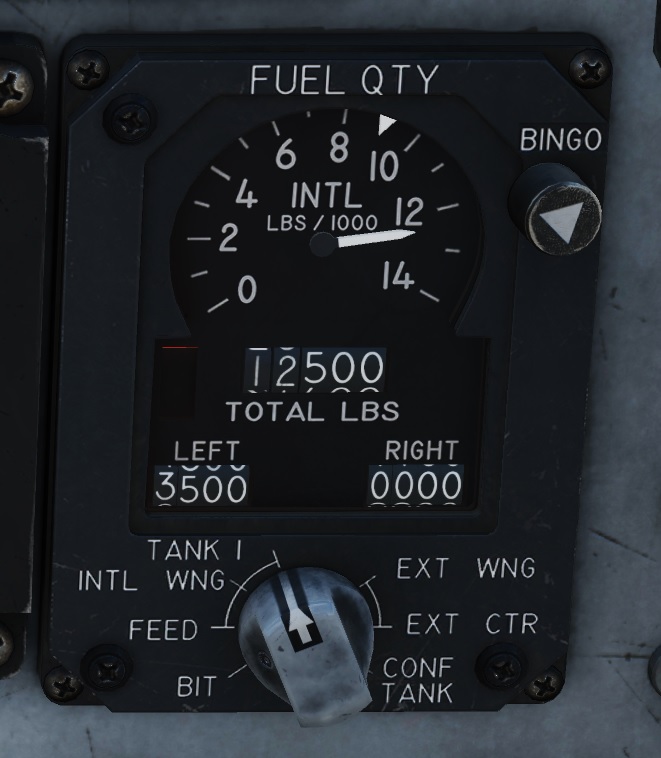 FUEL QTY
BINGO
6 8 10
4 INTL
LBS / 1000 12
2
0 14
12500
TOTAL LBS
LEFT RIGHT
3500 0000
TANK 1
INTL WNG EXT WNG
FEED EXT CTR
BIT CONF
TANK